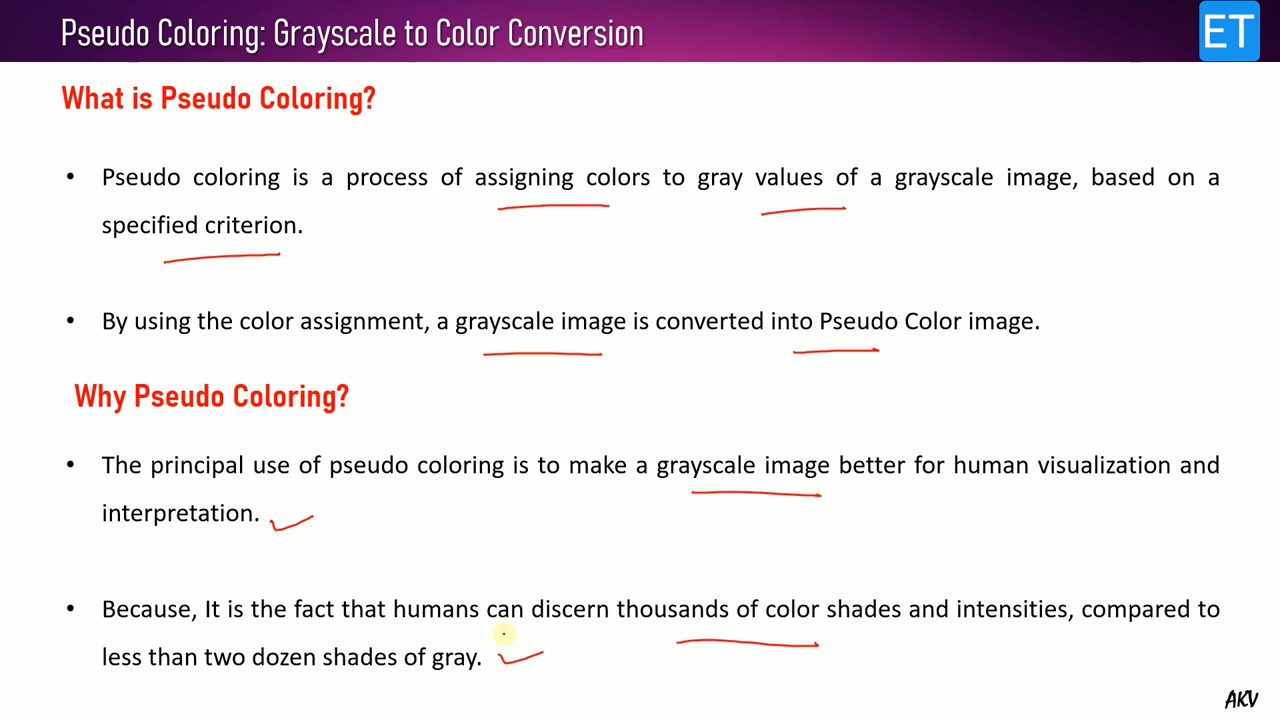 Pseudo Coloring: Grayscale to Color Conversion
ET
What is Pseudo Coloring?
• Pseudo coloring is a process of assigning colors to gray values of a grayscale image, based on a
specified criterion.
• By using the color assignment, a grayscale image is converted into Pseudo Color image.
Why Pseudo Coloring?
• The principal use of pseudo coloring is to make a grayscale image better for human visualization and
interpretation.
• Because, It is the fact that humans can discern thousands of color shades and intensities, compared to
less than two dozen shades of gray.
AKV